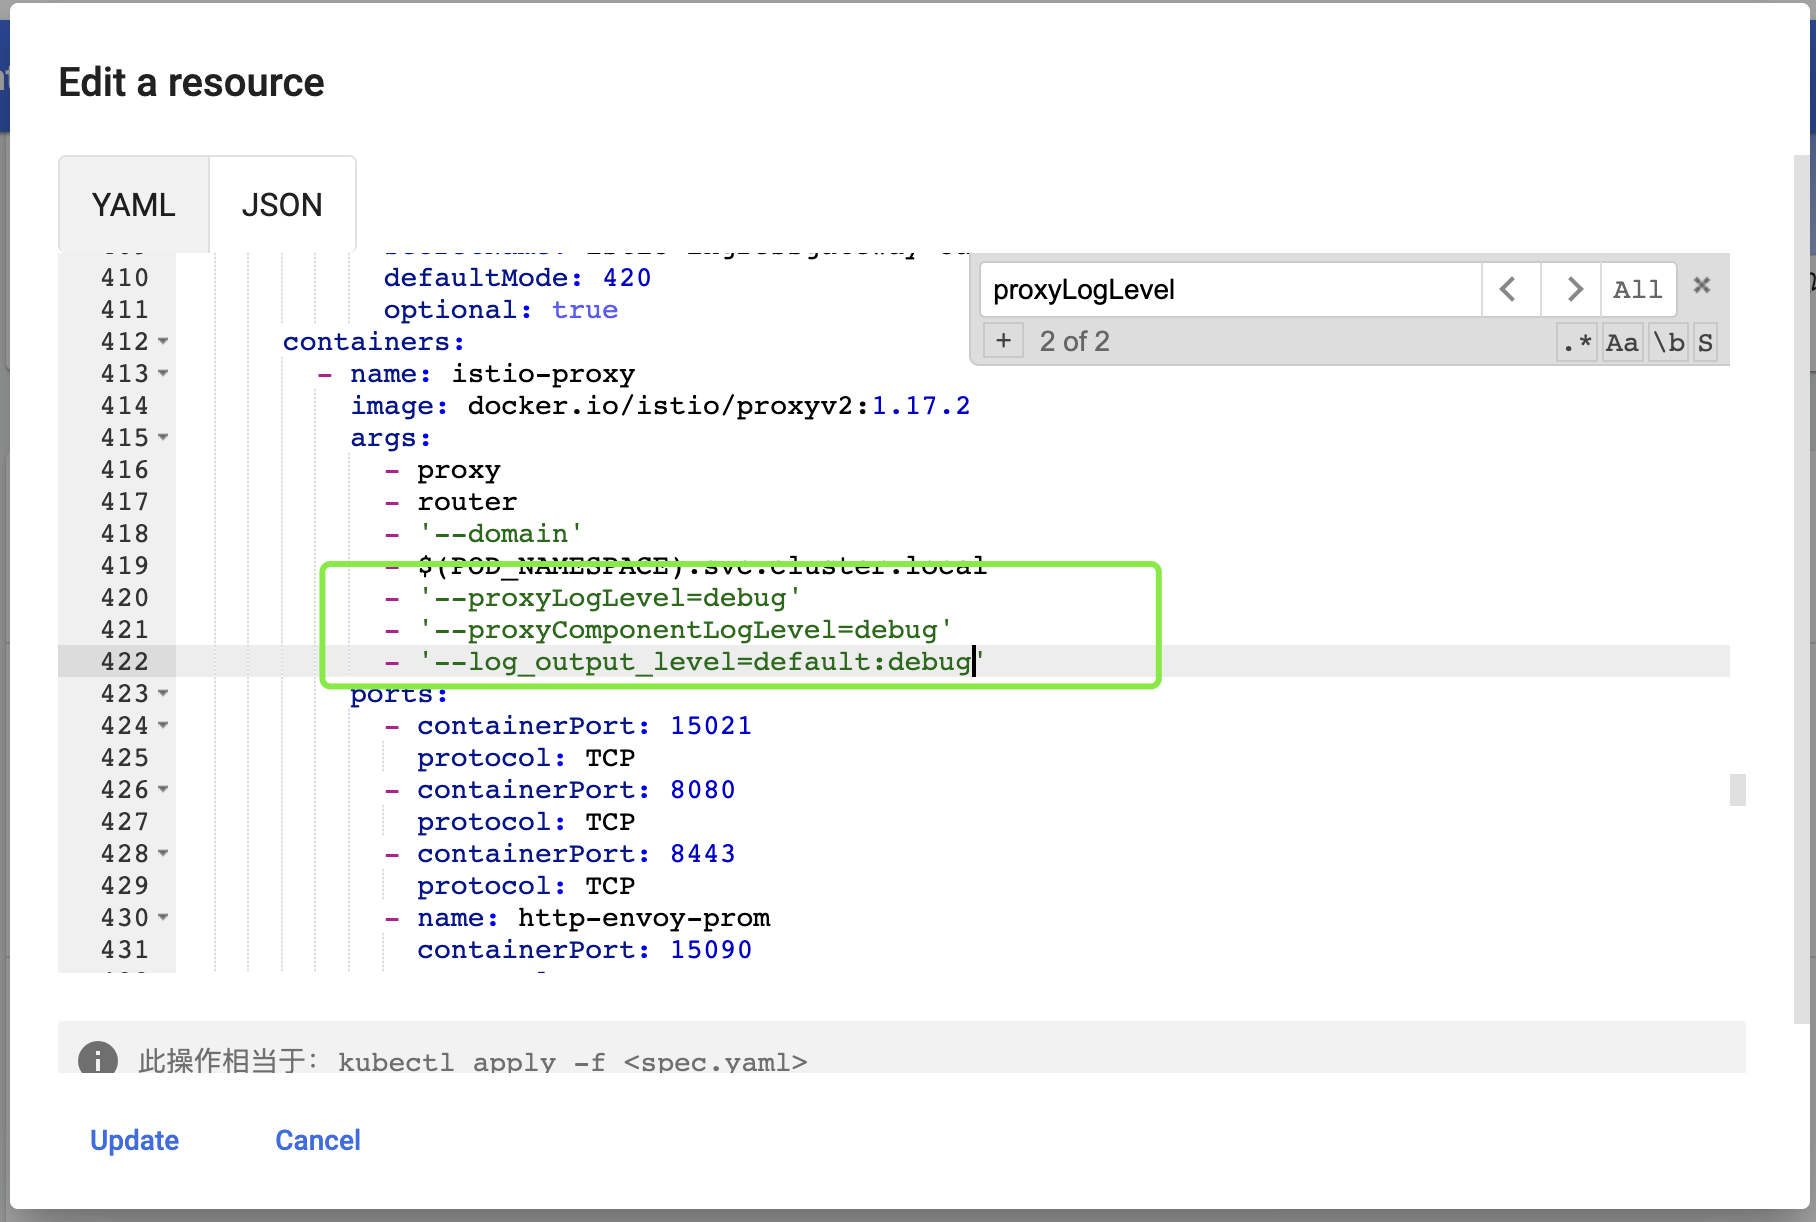 Edit a resource
YAML
JSON
410 defaultMode: 420
411 optional: true
412 containers:
413 - name: istio-proxy
414 image: docker.io/istio/proxyv2:1.17.2
415 args:
416 - proxy
417 - router
418 - '--domain'
419 - $(POD_NAMESPACE).svc.cluster.local
420 - '--proxyLogLevel=debug'
421 - '--proxyComponentLogLevel=debug'
422 - '--log_output_level=default:debug'
423 ports:
424 - containerPort: 15021
425 protocol: TCP
426 - containerPort: 8080
427 protocol: TCP
428 - containerPort: 8443
429 protocol: TCP
430 - name: http-envoy-prom
431 containerPort: 15090
proxyLogLevel
All
+ 2 of 2 .* Aa \b S
此操作相当于: kubectl apply -f <spec.yaml>
Update
Cancel